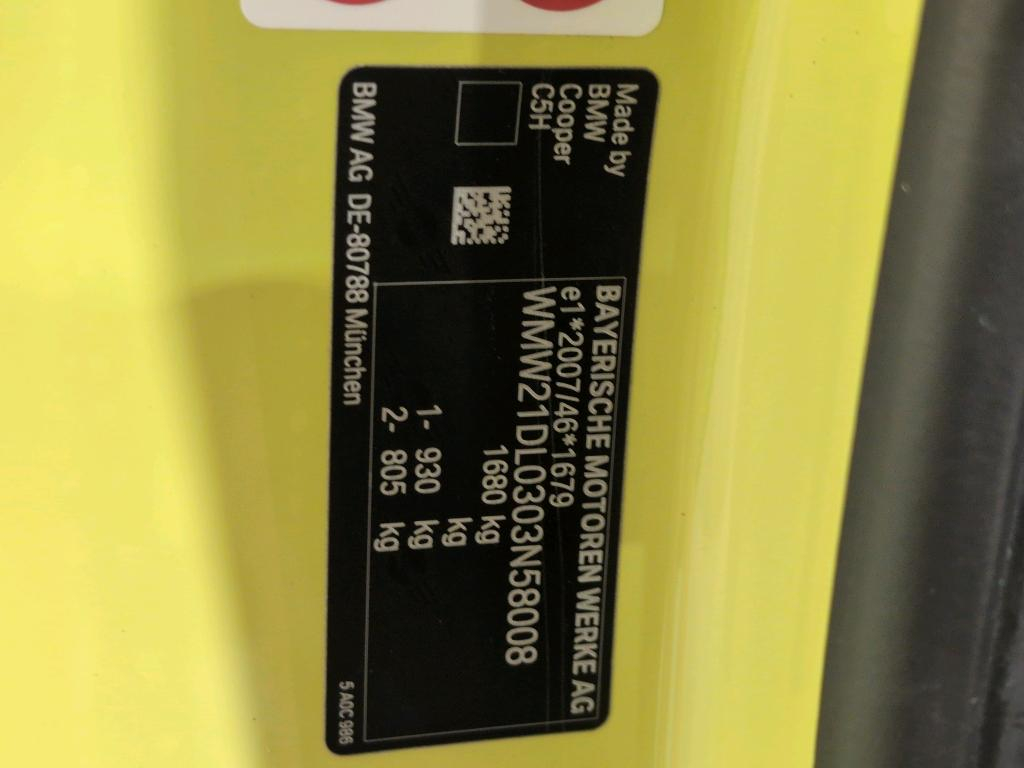 BAYERISCHE MOTOREN WERKE AG
e1*2007/46*1679
WMW21DL0303N58008
1680 kg
kg
1- 930 kg
2- 805 kg
Made by
BMW
Cooper
C5H
BMW AG DE-80788 München
5 A0C 986